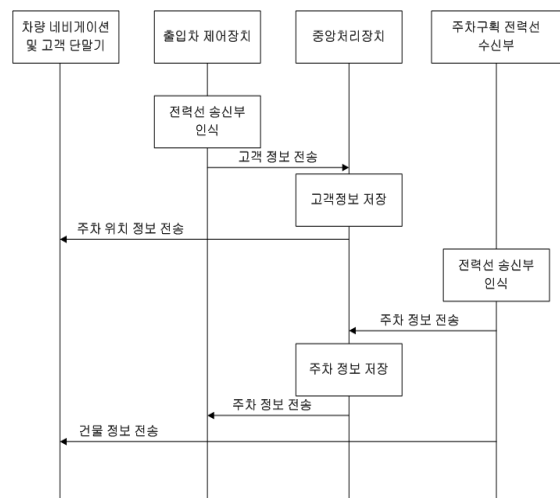 차량 네비게이션
및 고객 단말기
출입차 제어장치
중앙처리장치
주차구획 전력선
수신부
전력선 송신부
인식
고객 정보 전송
고객정보 저장
주차 위치 정보 전송
전력선 송신부
인식
주차 정보 전송
주차 정보 저장
주차 정보 전송
건물 정보 전송